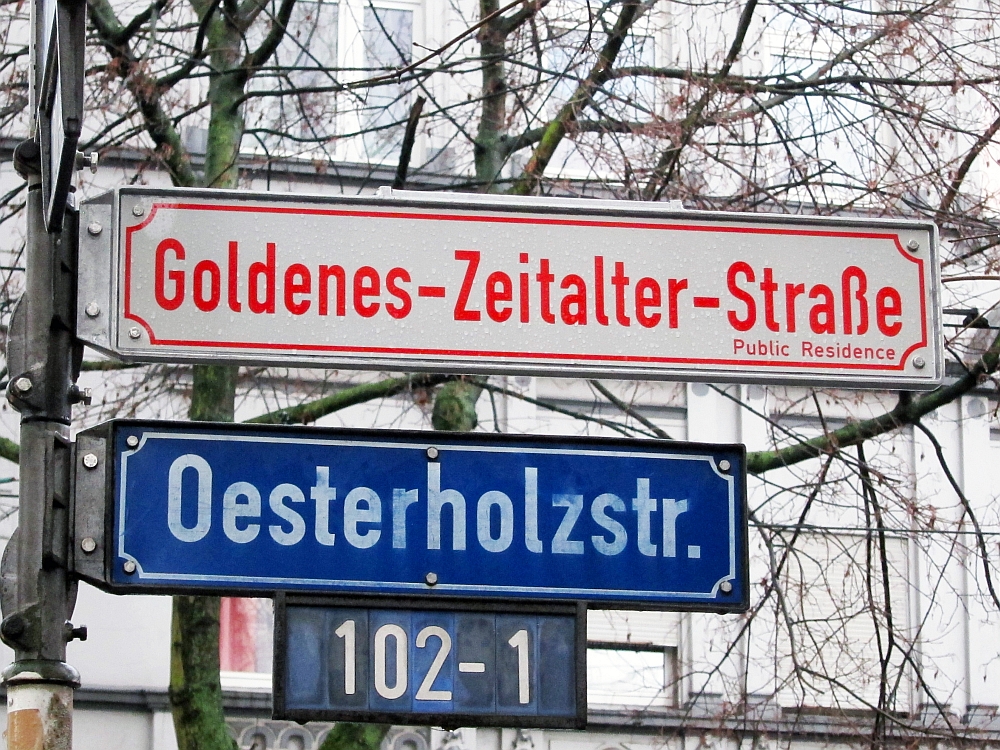 Goldenes-Zeitalter-Straße
Public Residence
Oesterholzstr.
102-1